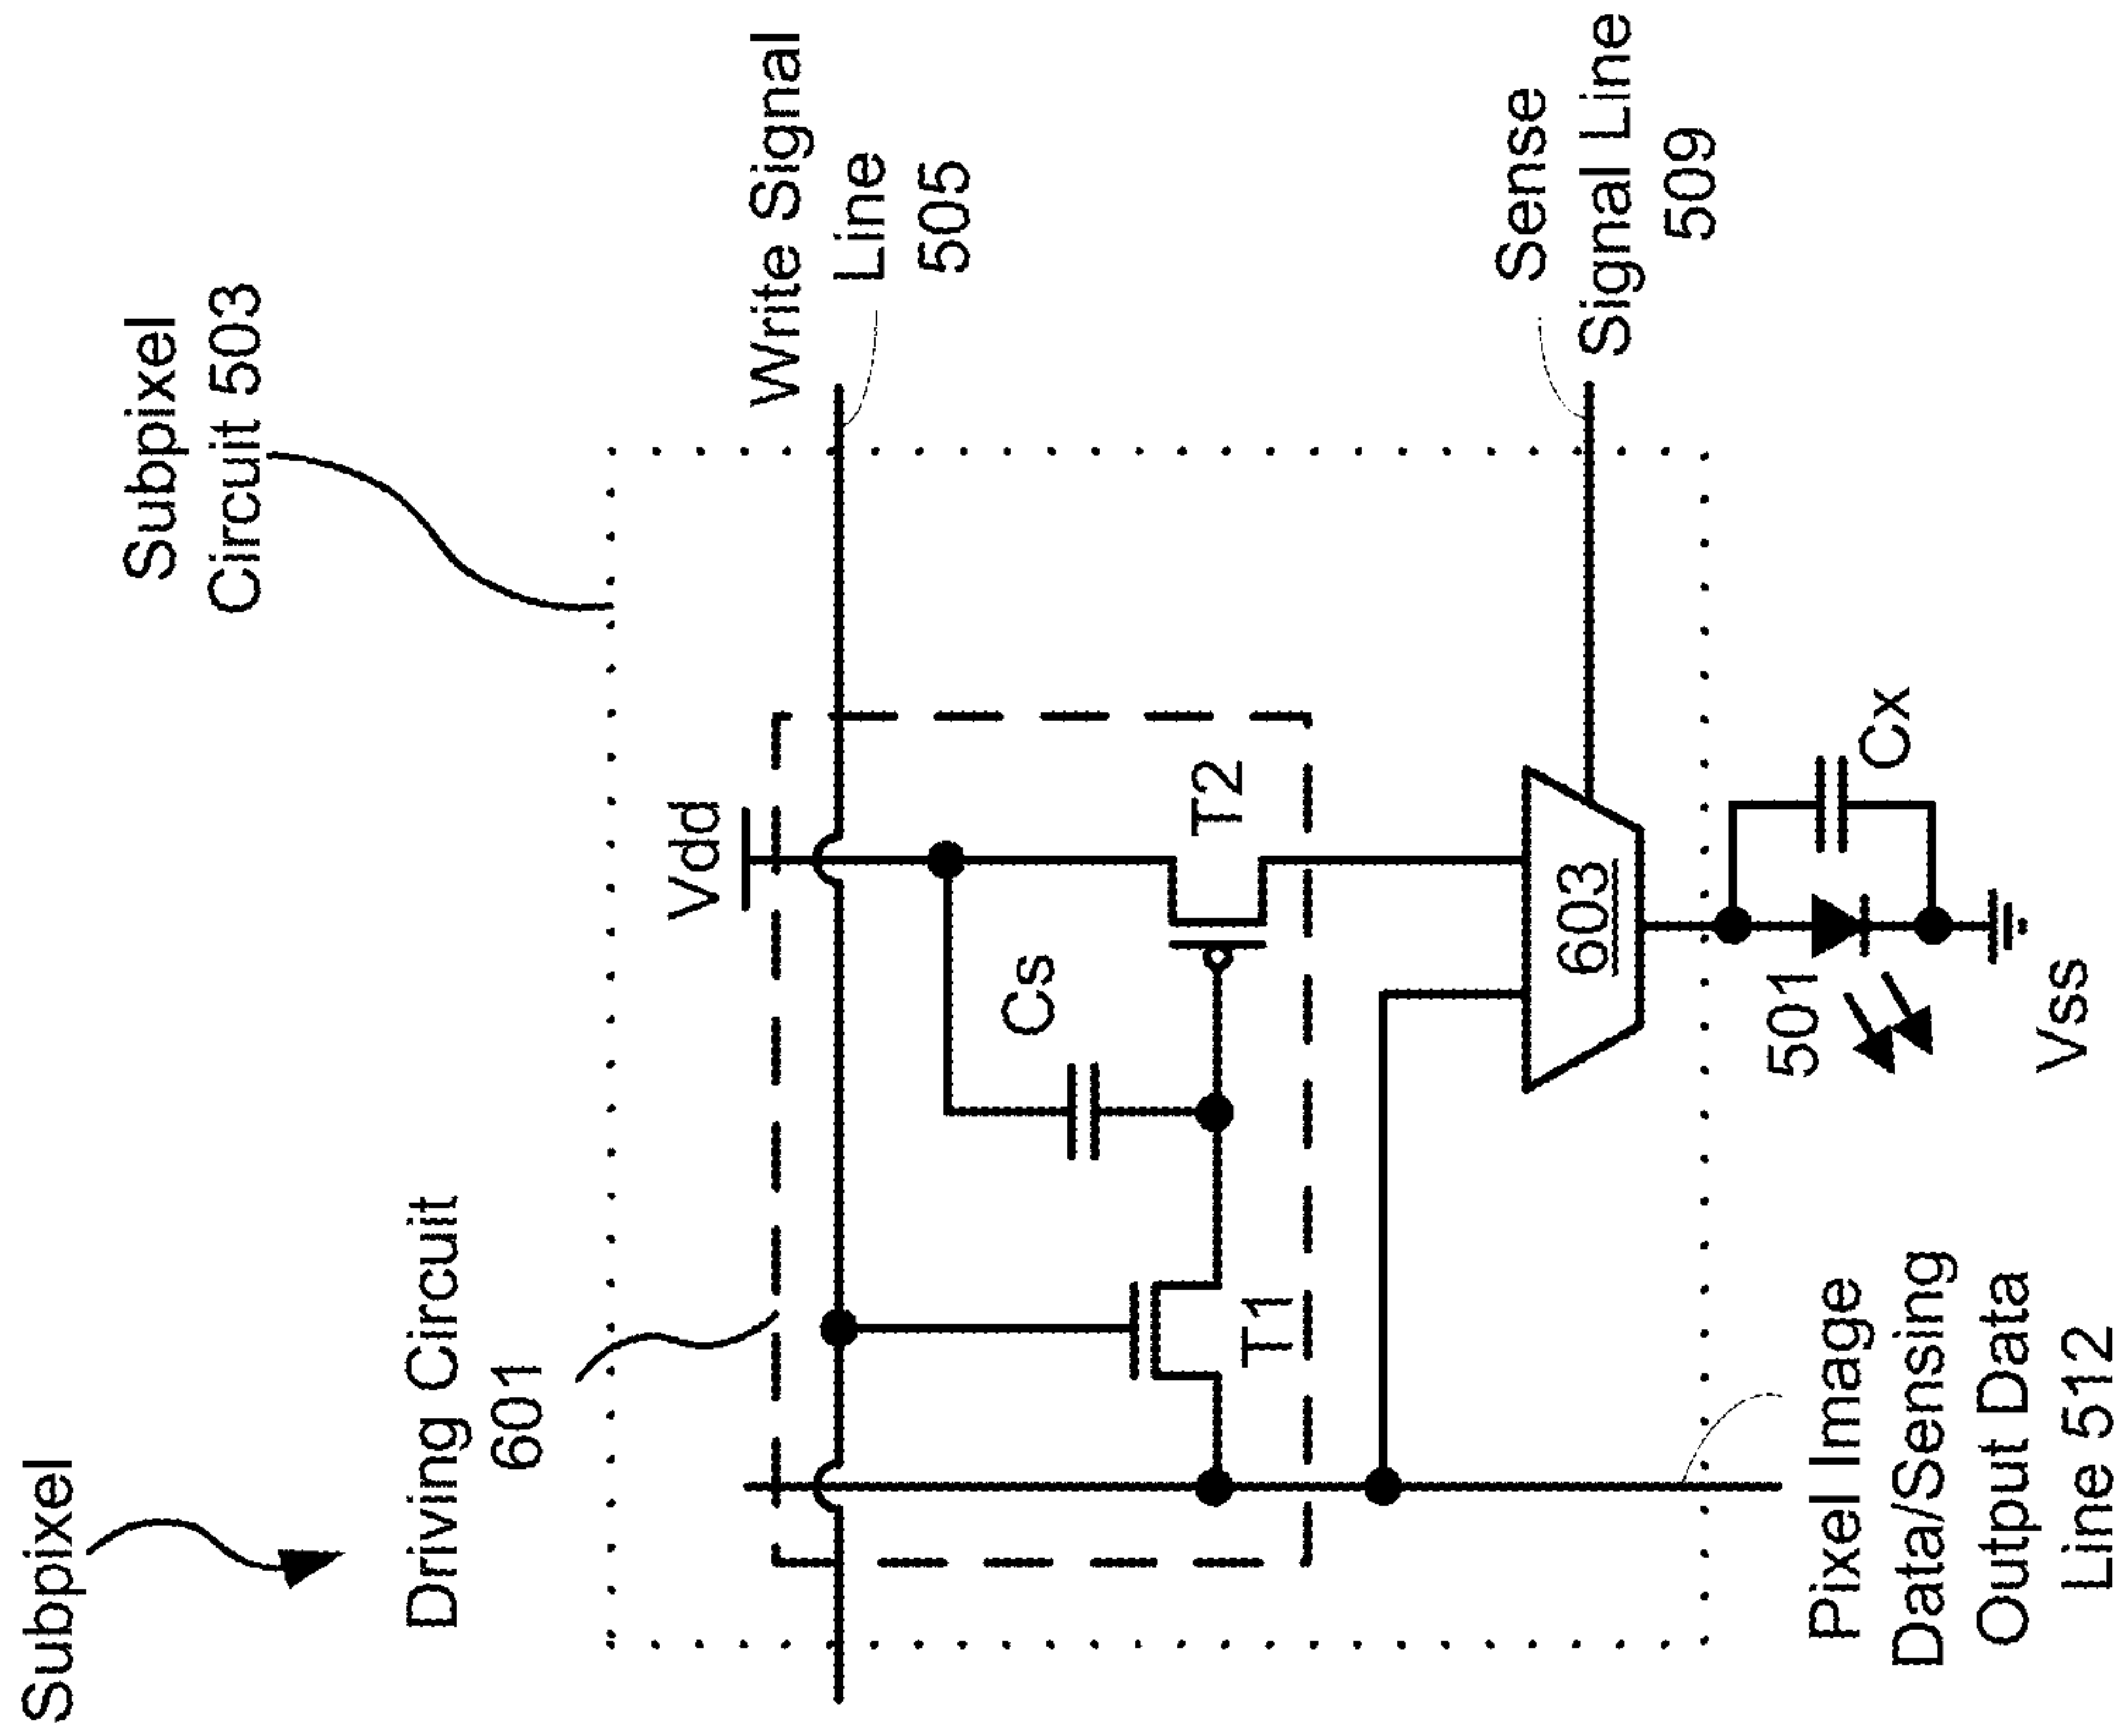 Subpixel
Subpixel
Circuit 503
Driving Circuit
601
Write Signal
Line
505
Vdd
Cs
T1
T2
603
Sense
Signal Line
509
501
Cx
Vss
Pixel Image
Data/Sensing
Output Data
Line 512